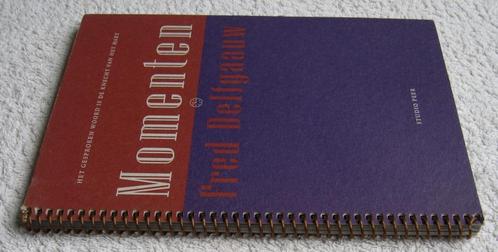 HET GESPROKEN WOORD IS DE KNECHT VAN HET HART
Momenten
Fred Delfgaauw
STUDIO PEER